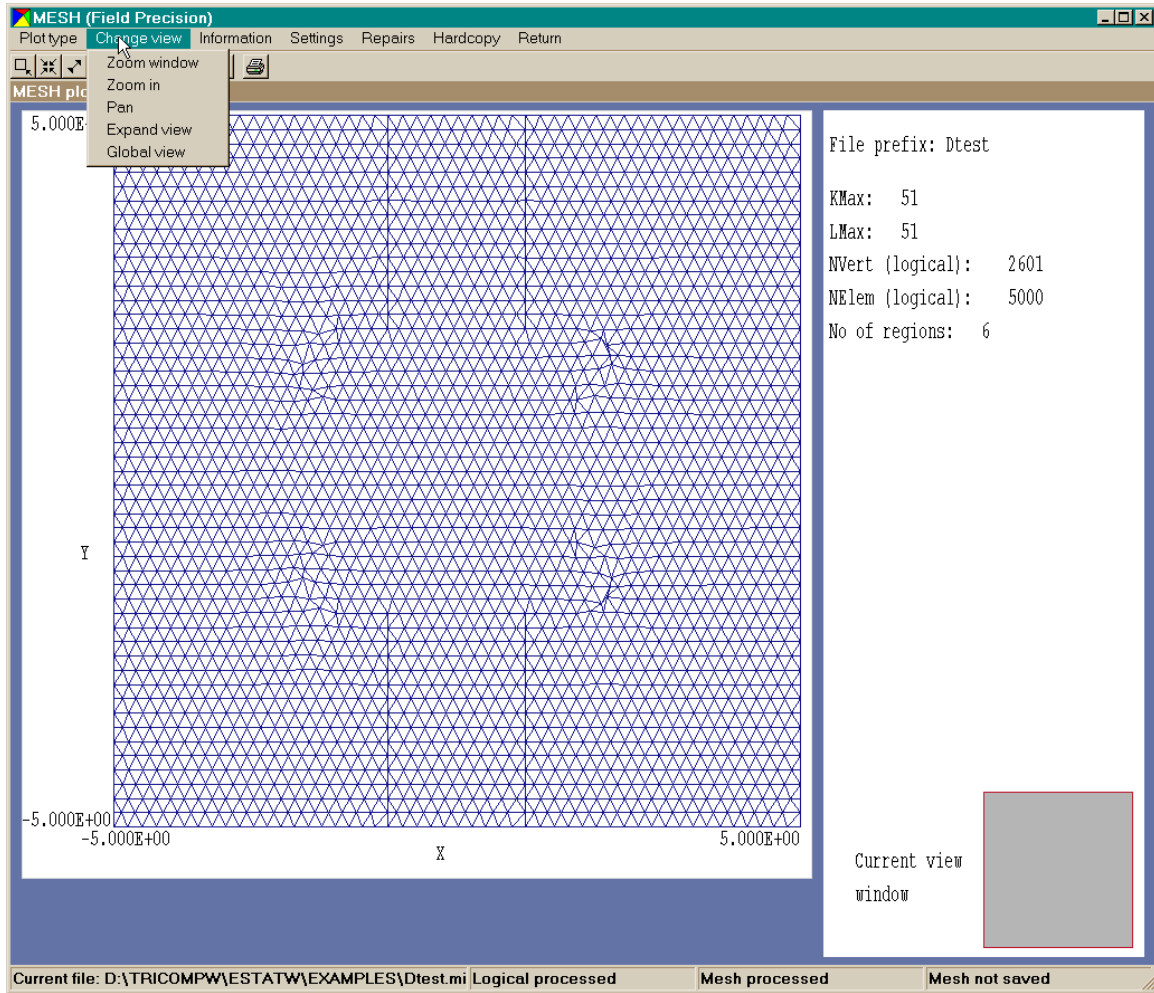 MESH (Field Precision)
Plot type Change view Information Settings Repairs Hardcopy Return
Zoom window
Zoom in
Pan
Expand view
Global view
MESH plo
5.000E-
Y
-5.000E+00
-5.000E+00
X
5.000E+00
File prefix: Dtest
KMax: 51
LMax: 51
NVert (logical): 2601
NElem (logical): 5000
No of regions: 6
Current view
window
Current file: D:\TRICOMPW\ESTATW\EXAMPLES\Dtest.mi Logical processed Mesh processed Mesh not saved